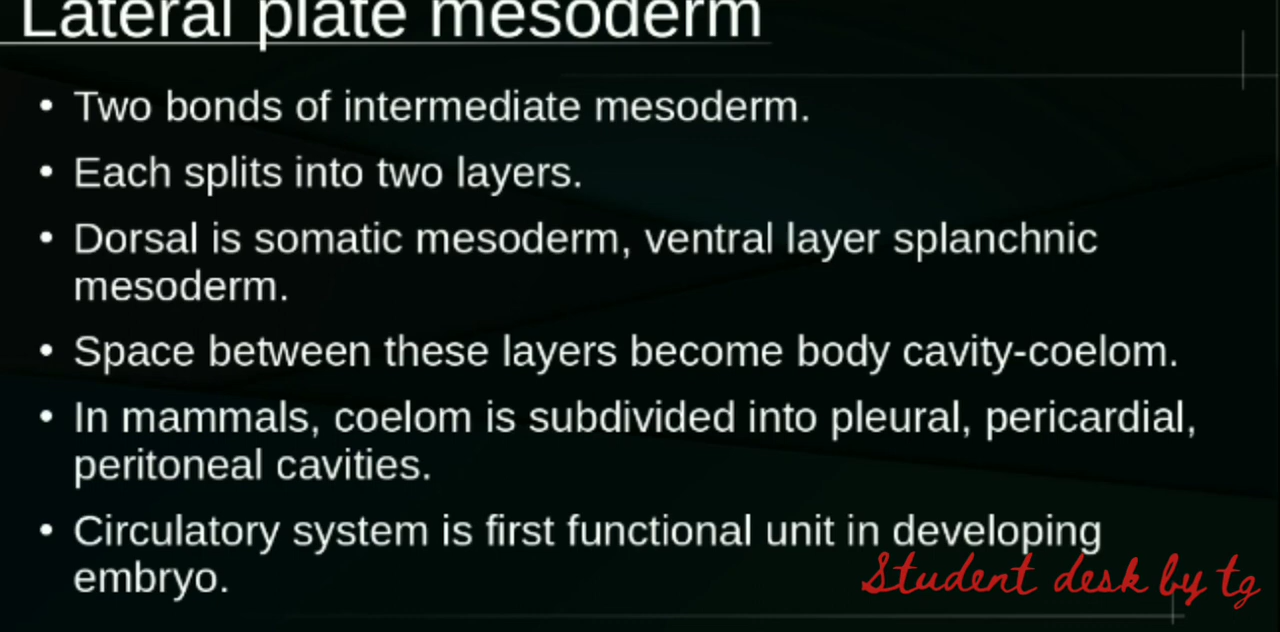 Lateral plate mesoderm
• Two bonds of intermediate mesoderm.
• Each splits into two layers.
• Dorsal is somatic mesoderm, ventral layer splanchnic
mesoderm.
• Space between these layers become body cavity-coelom.
• In mammals, coelom is subdivided into pleural, pericardial,
peritoneal cavities.
• Circulatory system is first functional unit in developing
embryo.
Student desk by tg